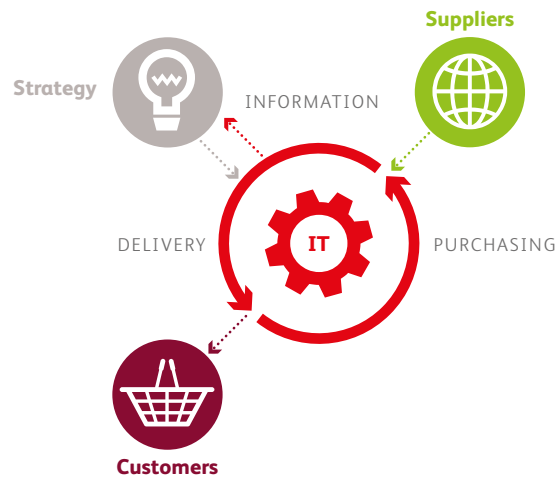 Suppliers
Strategy
INFORMATION
DELIVERY
IT
PURCHASING
Customers